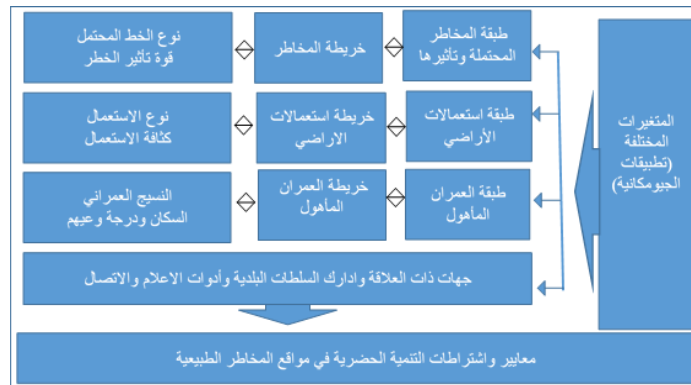 المتغيرات
المختلفة
(تطبيقات
الجيومكانية)
طبقة المخاطر
المحتملة وتأثيرها
خريطة المخاطر
نوع الخط المحتمل
قوة تأثير الخطر
طبقة استعمالات
الأراضي
خريطة استعمالات
الاراضي
نوع الاستعمال
كثافة الاستعمال
طبقة العمران
المأهول
خريطة العمران
المأهول
النسيج العمراني
السكان ودرجة وعيهم
جهات ذات العلاقة وادارك السلطات البلدية وأدوات الاعلام والاتصال
معايير واشتراطات التنمية الحضرية في مواقع المخاطر الطبيعية